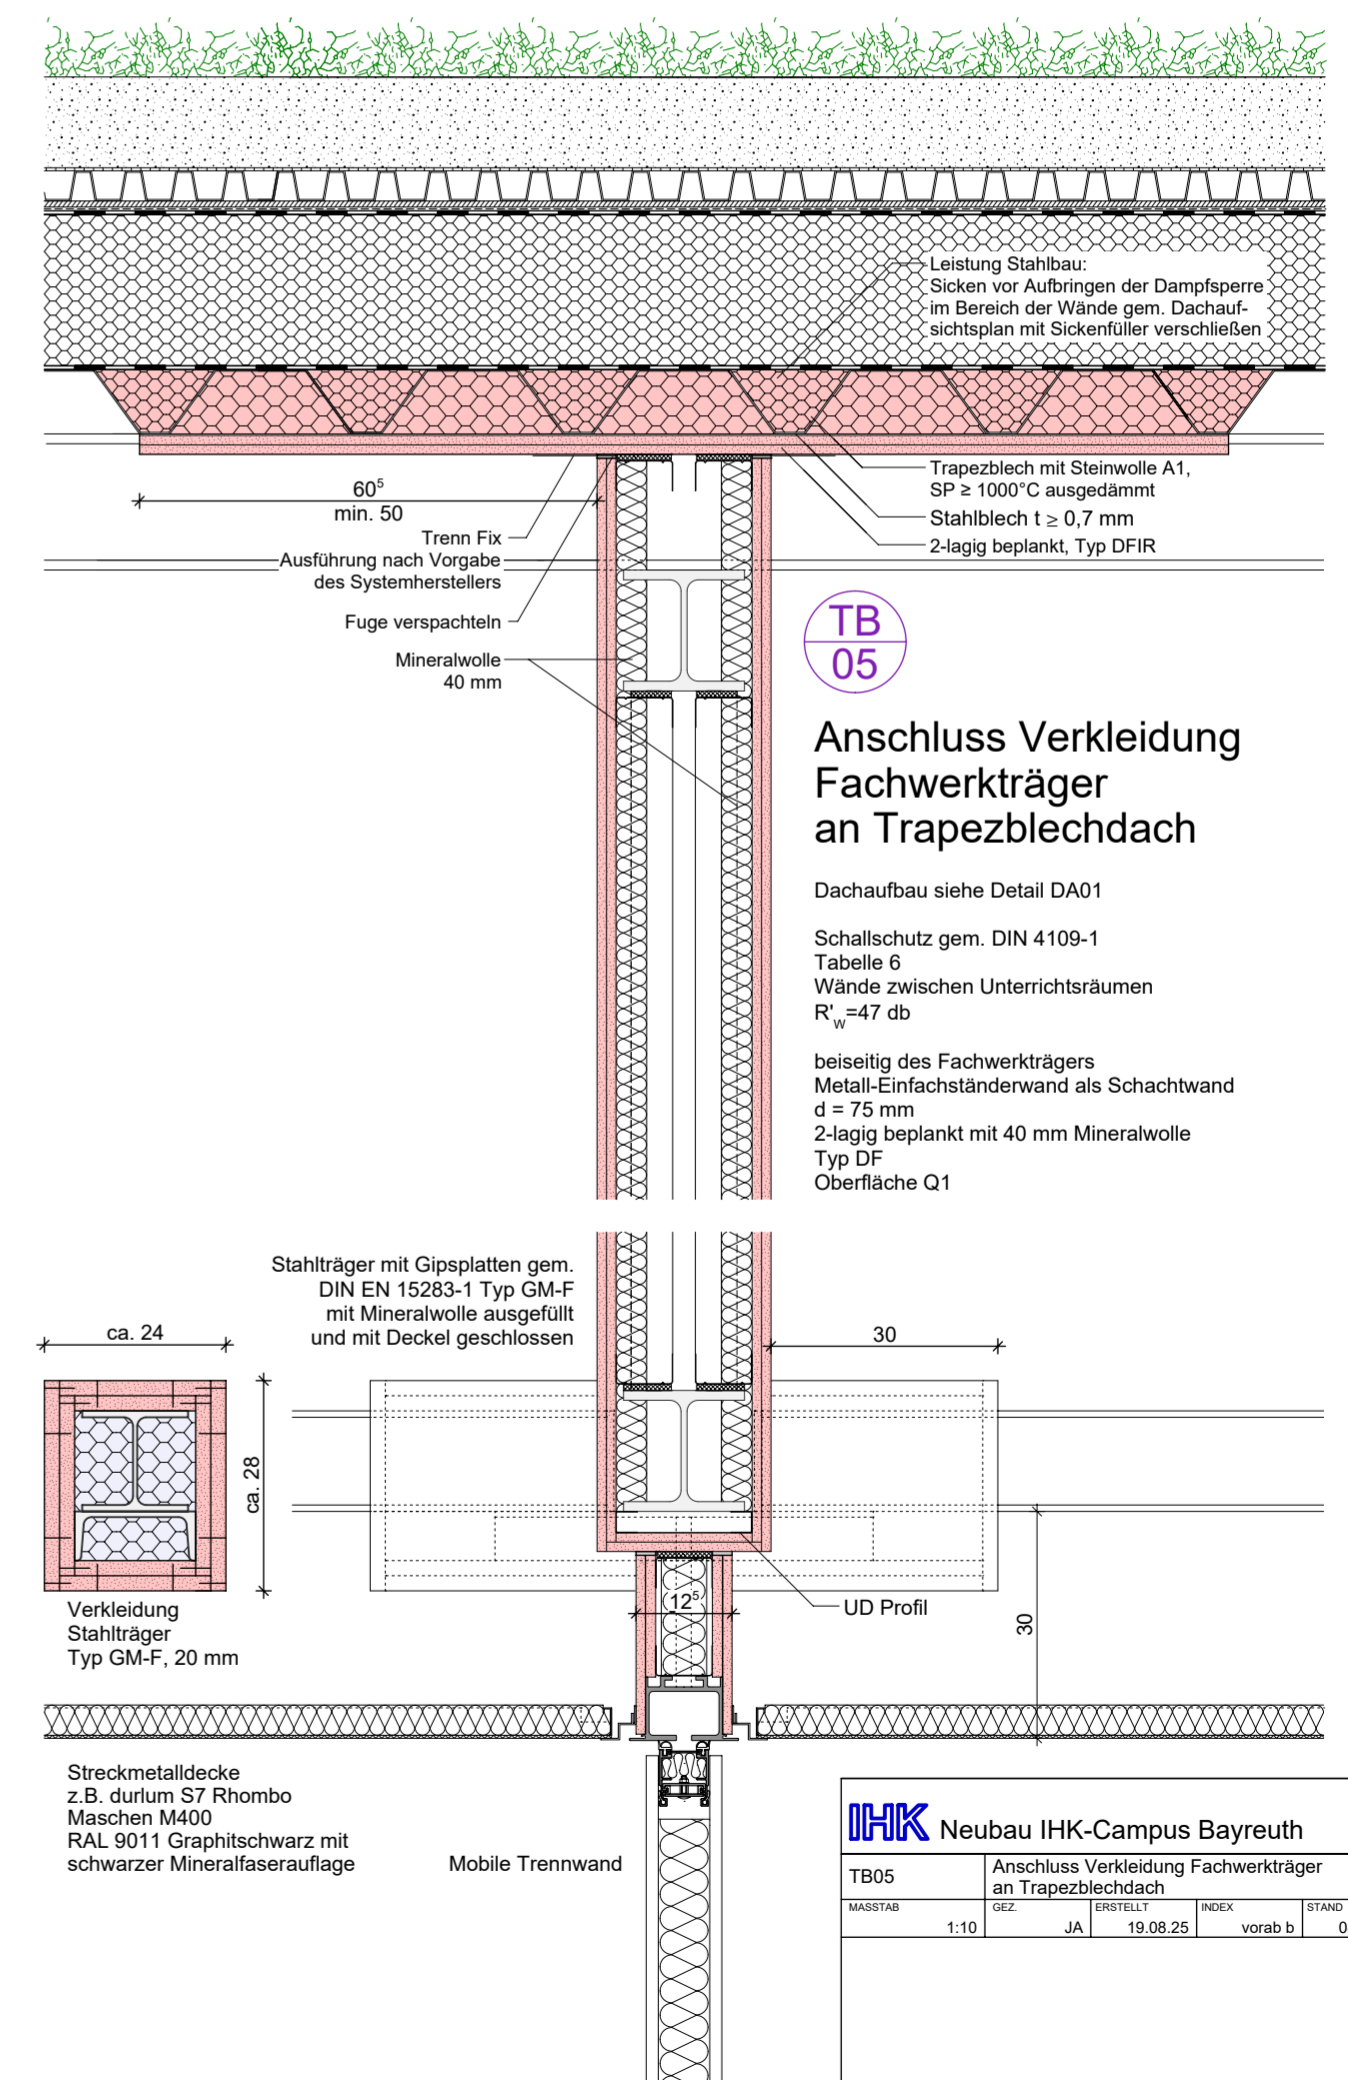 Leistung Stahlbau:
Sicken vor Aufbringen der Dampfsperre
im Bereich der Wände gem. Dachauf-
sichtsplan mit Sickenfüller verschließen
Trapezblech mit Steinwolle A1,
SP ≥ 1000°C ausgedämmt
Stahlblech t ≥ 0,7 mm
2-lagig beplankt, Typ DFIR
60⁵
min. 50
Trenn Fix
Ausführung nach Vorgabe
des Systemherstellers
Fuge verspachteln
Mineralwolle
40 mm
TB
05
Anschluss Verkleidung
Fachwerkträger
an Trapezblechdach
Dachaufbau siehe Detail DA01
Schallschutz gem. DIN 4109-1
Tabelle 6
Wände zwischen Unterrichtsräumen
R'w=47 db
beiseitig des Fachwerkträgers
Metall-Einfachständerwand als Schachtwand
d = 75 mm
2-lagig beplankt mit 40 mm Mineralwolle
Typ DF
Oberfläche Q1
Stahlträger mit Gipsplatten gem.
DIN EN 15283-1 Typ GM-F
mit Mineralwolle ausgefüllt
und mit Deckel geschlossen
ca. 24
30
ca. 28
12⁵
UD Profil
30
Verkleidung
Stahlträger
Typ GM-F, 20 mm
Streckmetalldecke
z.B. durlum S7 Rhombo
Maschen M400
RAL 9011 Graphitschwarz mit
schwarzer Mineralfaserauflage
Mobile Trennwand
IHK Neubau IHK-Campus Bayreuth
TB05
Anschluss Verkleidung Fachwerkträger
an Trapezblechdach
MASSTAB GEZ. ERSTELLT INDEX STAND
1:10 JA 19.08.25 vorab b